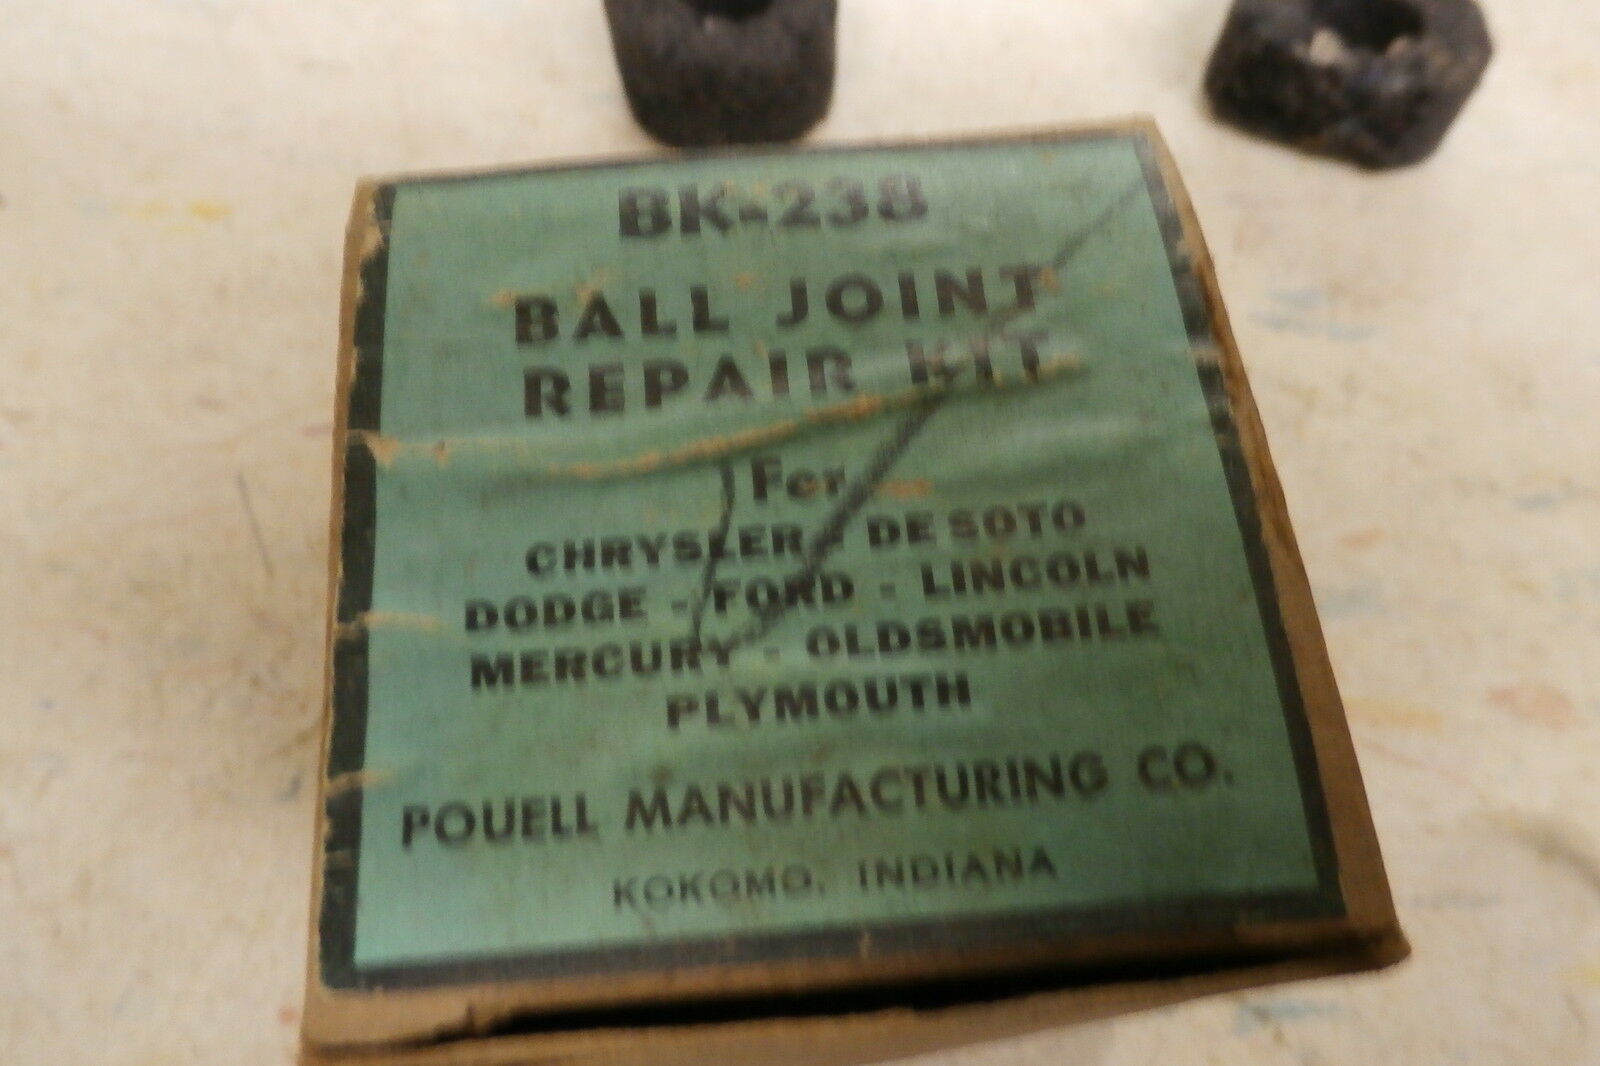 BK-238
BALL JOINT
REPAIR KIT
For
CHRYSLER - DE SOTO
DODGE - FORD - LINCOLN
MERCURY - OLDSMOBILE
PLYMOUTH
POUELL MANUFACTURING CO.
KOKOMO, INDIANA